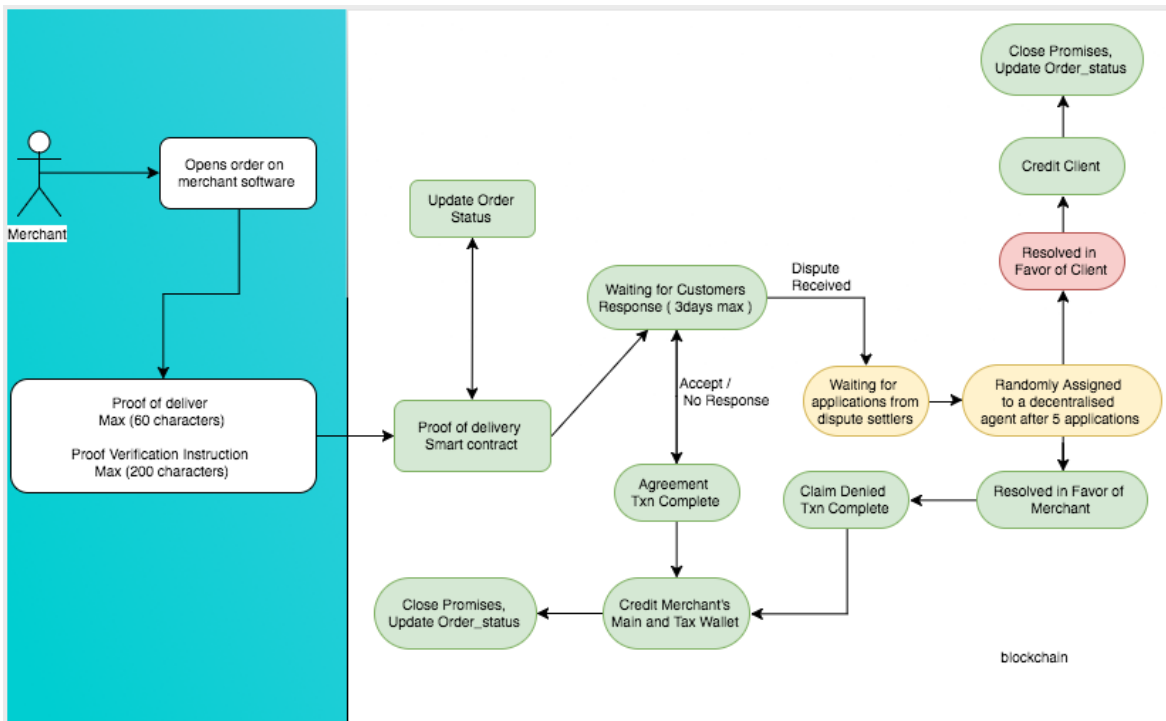 Close Promises,
Update Order_status
Opens order on
merchant software
Credit Client
Merchant
Update Order
Status
Resolved in
Favor of Client
Waiting for Customers
Response ( 3days max )
Dispute
Received
Proof of deliver
Max (60 characters)
Proof Verification Instruction
Max (200 characters)
Accept /
No Response
Waiting for
applications from
dispute settlers
Randomly Assigned
to a decentralised
agent after 5 applications
Proof of delivery
Smart contract
Agreement
Txn Complete
Claim Denied
Txn Complete
Resolved in Favor of
Merchant
Close Promises,
Update Order_status
Credit Merchant's
Main and Tax Wallet
blockchain